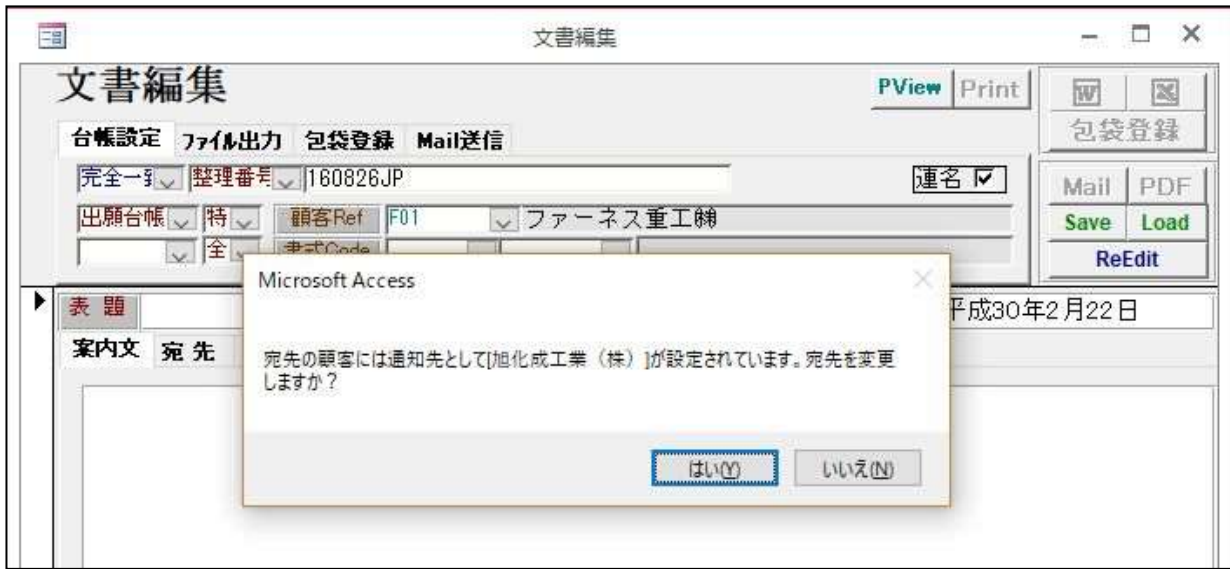 文書編集
文書編集
PView Print
包袋登録
台帳設定 ファイル出力 包袋登録 Mail送信
完全一致 整理番号 160826JP 連名
Mail PDF
出願台帳 特 顧客Ref F01 ファーネス重工㈱
Save Load
全 書式Code
ReEdit
Microsoft Access
表題 平成30年2月22日
案内文 宛先
宛先の顧客には通知先として[旭化成工業（株）]が設定されています。宛先を変更
しますか？
はい(Y) いいえ(N)